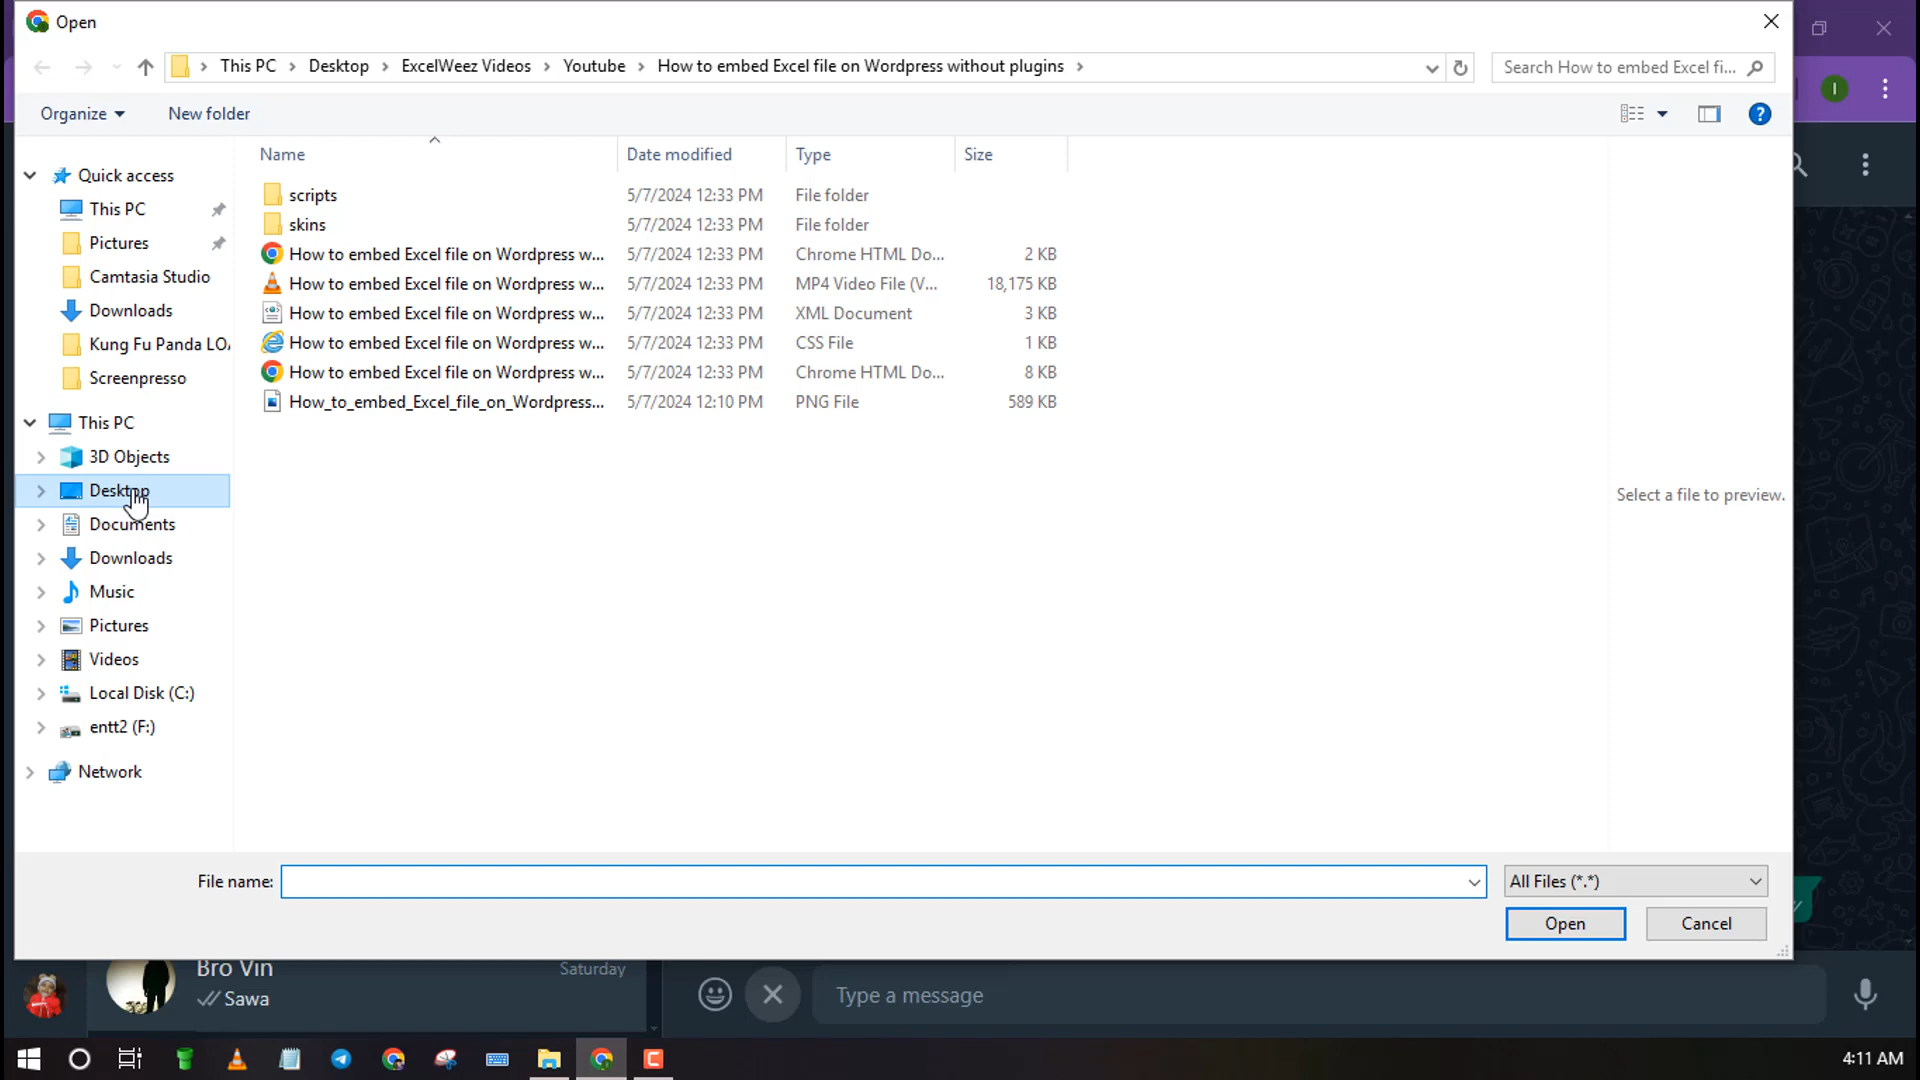 Open
This PC > Desktop > ExcelWeez Videos > Youtube > How to embed Excel file on Wordpress without plugins >
Search How to embed Excel fi...
I
Organize
New folder
?
Name
Date modified
Type
Size
Quick access
This PC
Pictures
Camtasia Studio
Downloads
Kung Fu Panda LOA
Screenpresso
This PC
3D Objects
Desktop
Documents
Downloads
Music
Pictures
Videos
Local Disk (C:)
entt2 (F:)
Network
scripts 5/7/2024 12:33 PM File folder
skins 5/7/2024 12:33 PM File folder
How to embed Excel file on Wordpress w... 5/7/2024 12:33 PM Chrome HTML Do... 2 KB
How to embed Excel file on Wordpress w... 5/7/2024 12:33 PM MP4 Video File (V... 18,175 KB
How to embed Excel file on Wordpress w... 5/7/2024 12:33 PM XML Document 3 KB
How to embed Excel file on Wordpress w... 5/7/2024 12:33 PM CSS File 1 KB
How to embed Excel file on Wordpress w... 5/7/2024 12:33 PM Chrome HTML Do... 8 KB
How_to_embed_Excel_file_on_Wordpress... 5/7/2024 12:10 PM PNG File 589 KB
Select a file to preview.
File name:
All Files (*.*)
Open
Cancel
Bro Vin
Saturday
Sawa
Type a message
C
4:11 AM